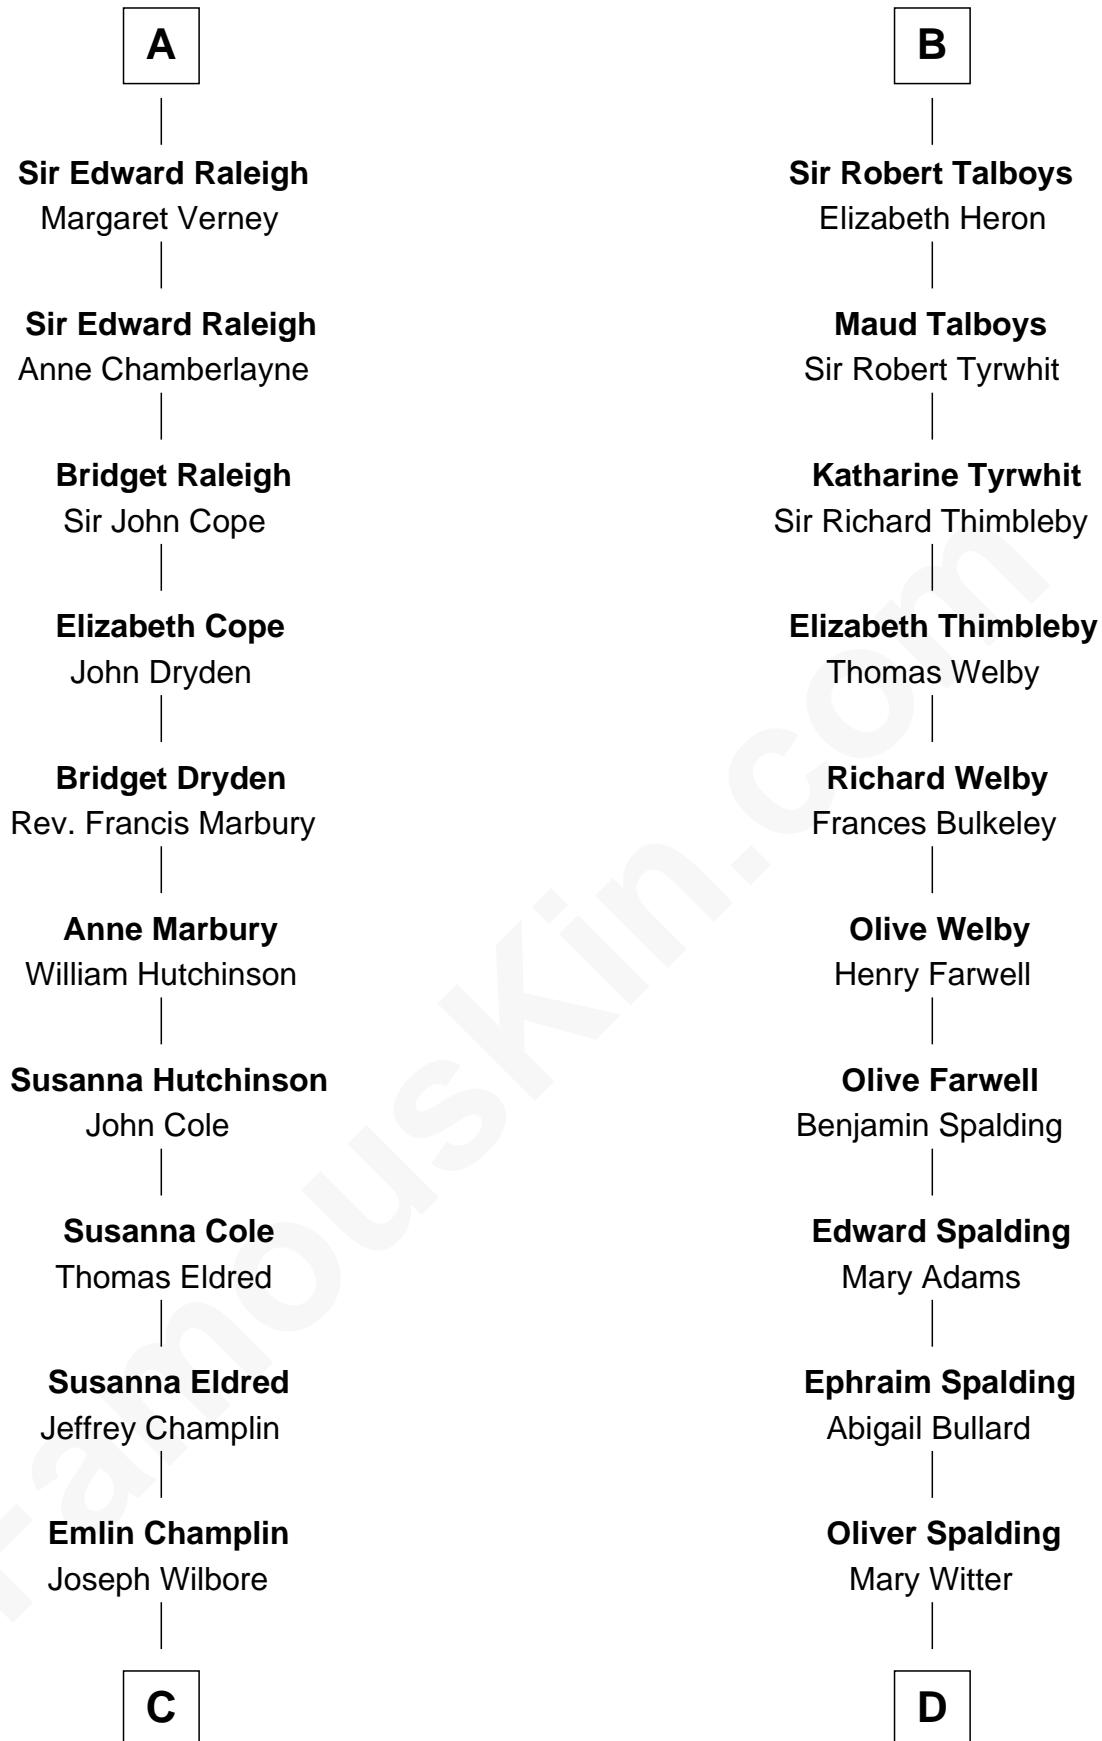 A
Sir Edward Raleigh
Margaret Verney
Sir Edward Raleigh
Anne Chamberlayne
Bridget Raleigh
Sir John Cope
Elizabeth Cope
John Dryden
Bridget Dryden
Rev. Francis Marbury
Anne Marbury
William Hutchinson
Susanna Hutchinson
John Cole
Susanna Cole
Thomas Eldred
Susanna Eldred
Jeffrey Champlin
Emlin Champlin
Joseph Wilbore
C
B
Sir Robert Talboys
Elizabeth Heron
Maud Talboys
Sir Robert Tyrwhit
Katharine Tyrwhit
Sir Richard Thimbleby
Elizabeth Thimbleby
Thomas Welby
Richard Welby
Frances Bulkeley
Olive Welby
Henry Farwell
Olive Farwell
Benjamin Spalding
Edward Spalding
Mary Adams
Ephraim Spalding
Abigail Bullard
Oliver Spalding
Mary Witter
D
FamousKin.com